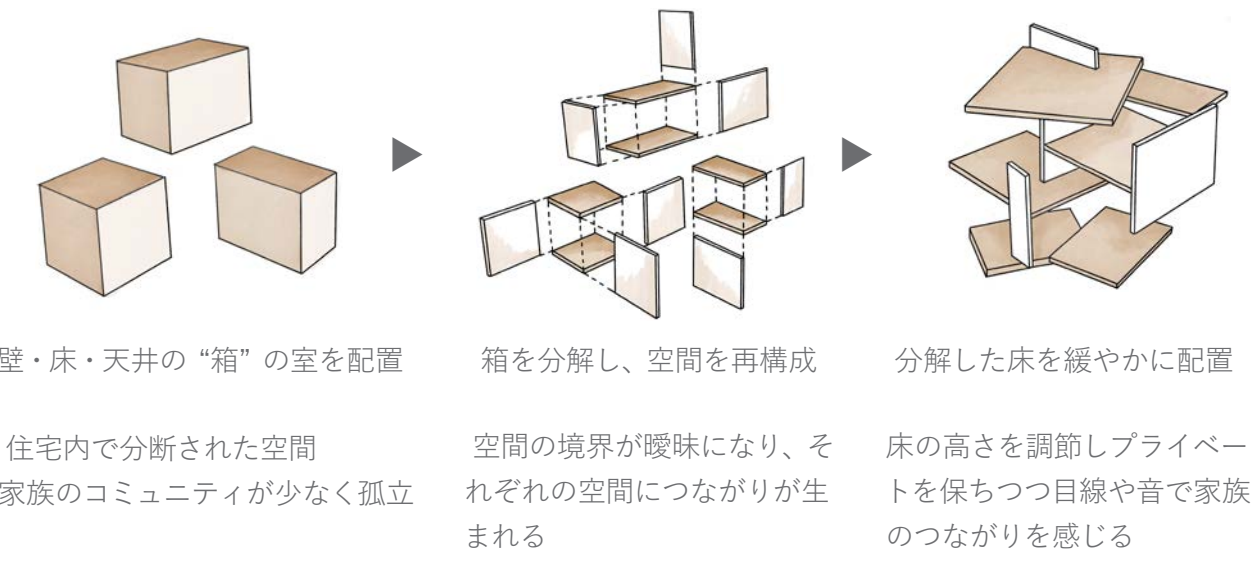 壁・床・天井の“箱”の室を配置
住宅内で分断された空間
家族のコミュニティが少なく孤立
箱を分解し、空間を再構成
空間の境界が曖昧になり、そ
れぞれの空間につながりが生
まれる
分解した床を緩やかに配置
床の高さを調節しプライベー
トを保ちつつ目線や音で家族
のつながりを感じる